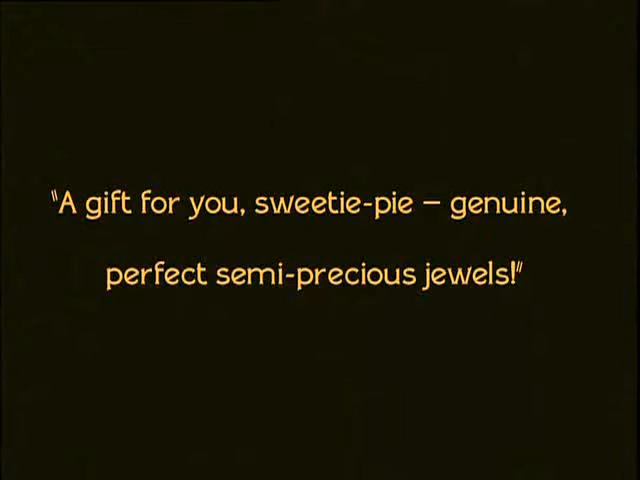 "A gift for you, sweetie-pie – genuine,
perfect semi-precious jewels!"